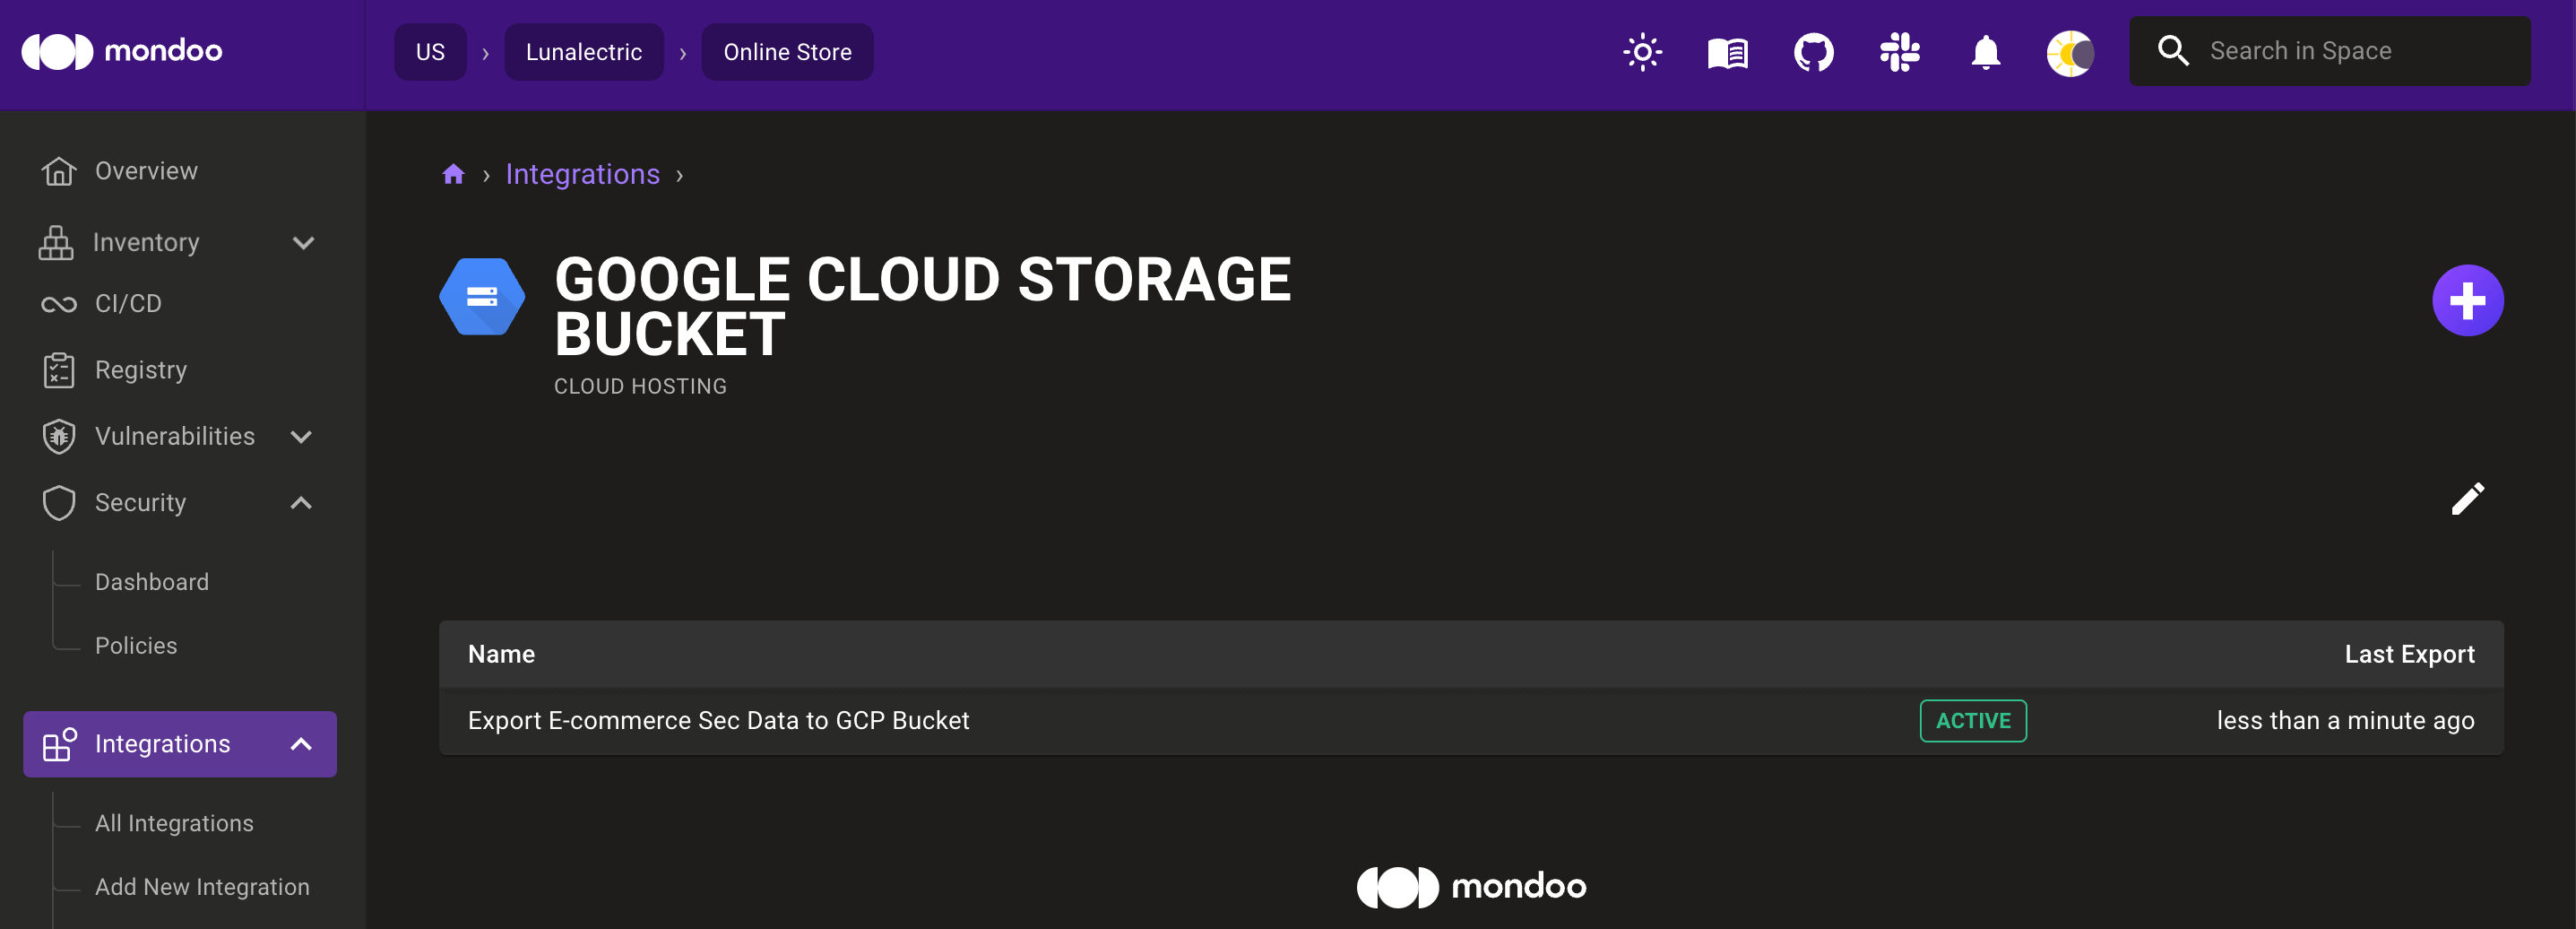 mondoo
US › Lunalectric › Online Store
Search in Space
Overview
Inventory
CI/CD
Registry
Vulnerabilities
Security
Dashboard
Policies
Integrations
All Integrations
Add New Integration
Integrations ›
GOOGLE CLOUD STORAGE
BUCKET
CLOUD HOSTING
Name Last Export
Export E-commerce Sec Data to GCP Bucket ACTIVE less than a minute ago
mondoo